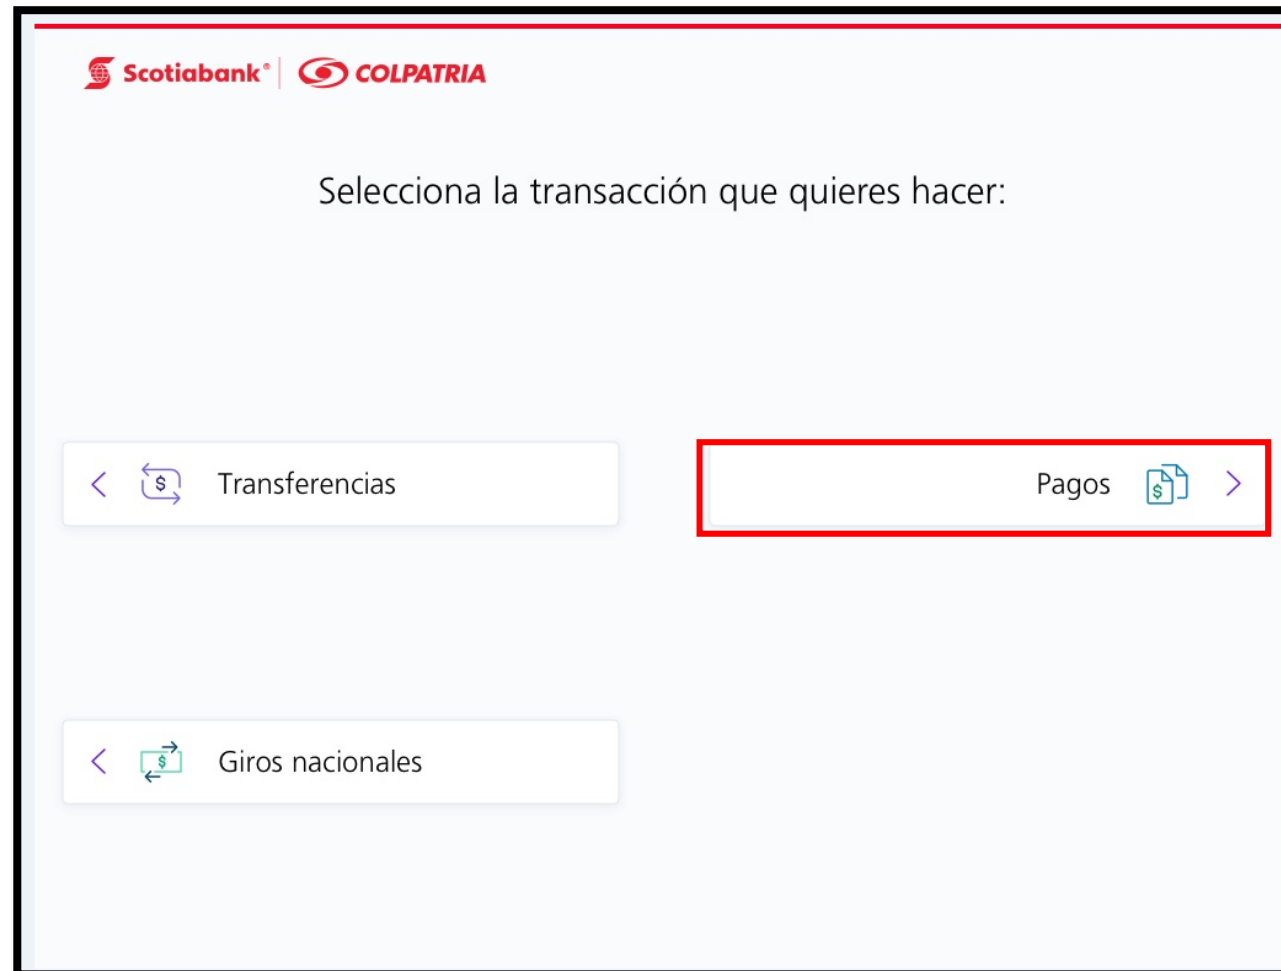 Scotiabank® COLPATRIA
Selecciona la transacción que quieres hacer:
$ Transferencias
Pagos $
$ Giros nacionales